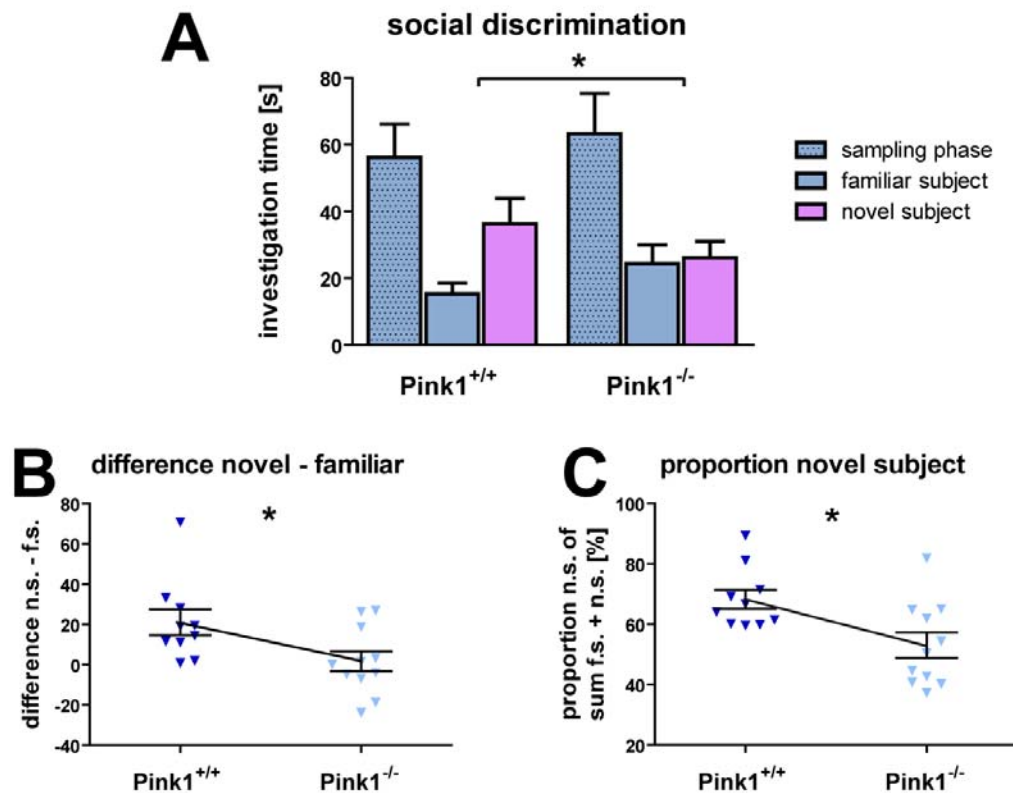 A
social discrimination
*
investigation time [s]
80
60
40
20
0
Pink1+/+
Pink1-/-
sampling phase
familiar subject
novel subject
B
difference novel - familiar
*
difference n.s. - f.s.
80
60
40
20
0
-20
-40
Pink1+/+
Pink1-/-
C
proportion novel subject
*
proportion n.s. of
sum f.s. + n.s. [%]
100
80
60
40
20
Pink1+/+
Pink1-/-